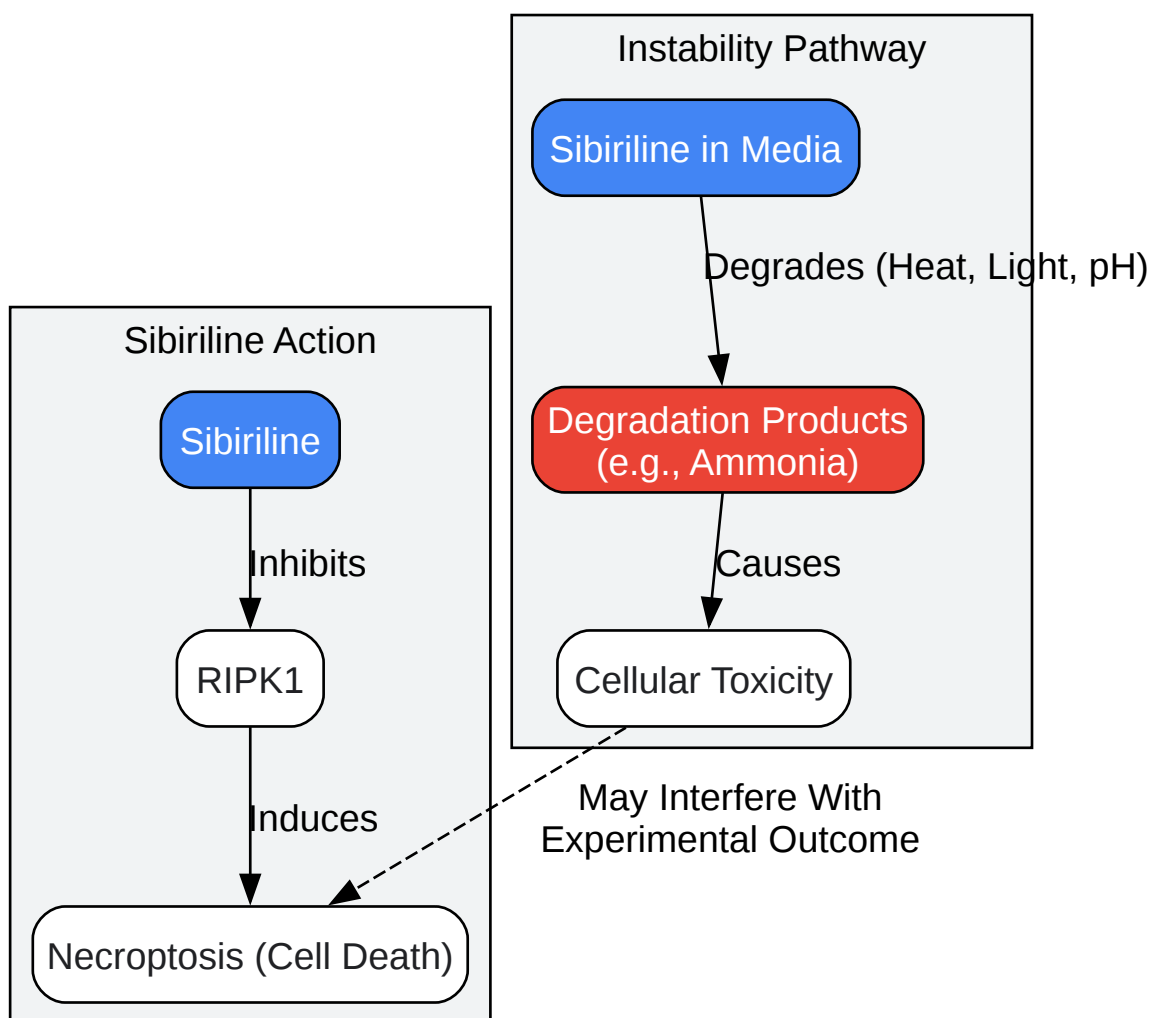 Instability Pathway
Sibiriline in Media
Degrades (Heat, Light, pH)
Degradation Products
(e.g., Ammonia)
Causes
Cellular Toxicity
May Interfere With
Experimental Outcome
Sibiriline Action
Sibiriline
Inhibits
RIPK1
Induces
Necroptosis (Cell Death)